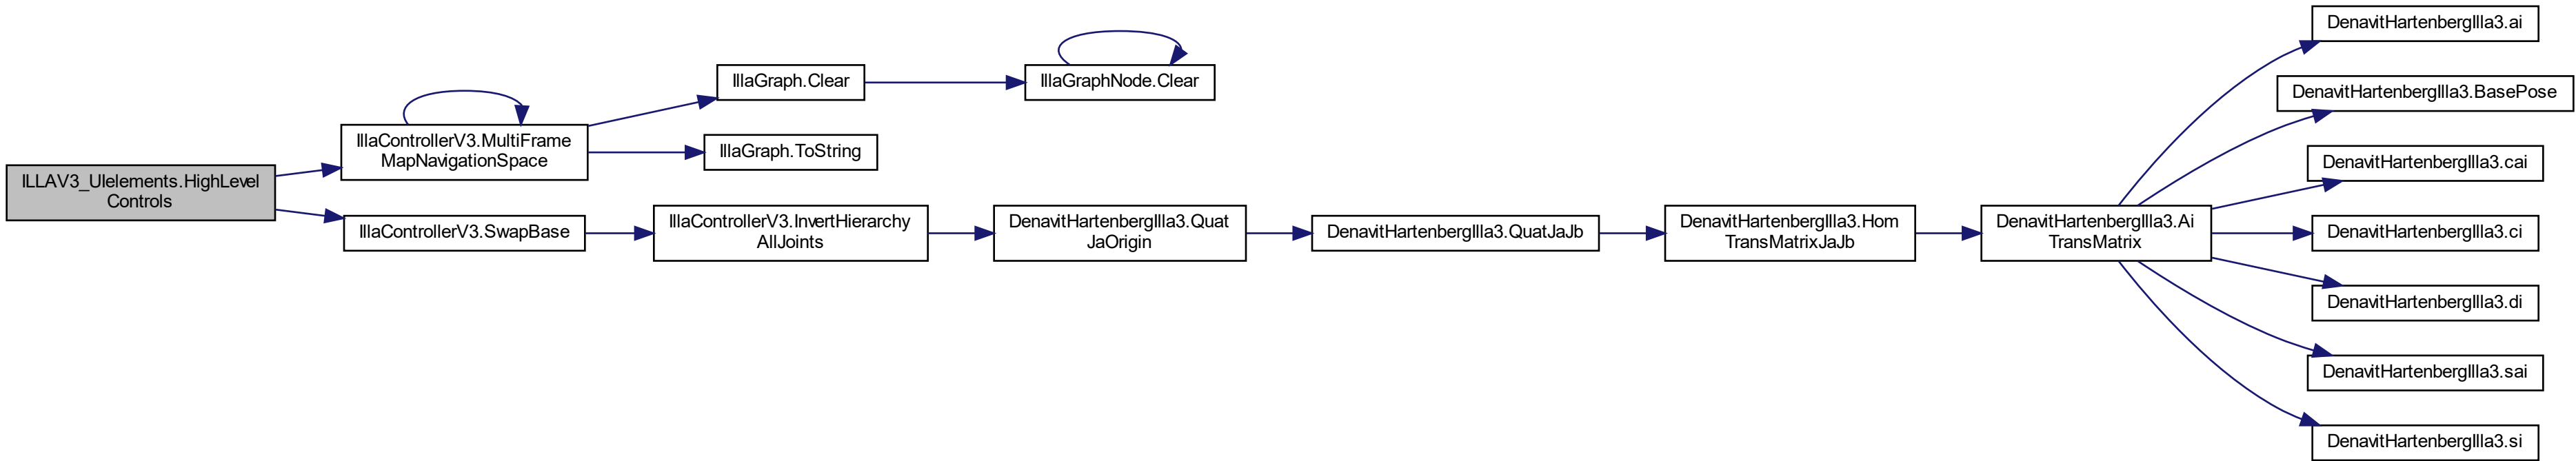 ILLAV3_UIelements.HighLevel
Controls
IllaControllerV3.MultiFrame
MapNavigationSpace
IllaGraph.Clear
IllaGraphNode.Clear
IllaGraph.ToString
IllaControllerV3.SwapBase
IllaControllerV3.InvertHierarchy
AllJoints
DenavitHartenbergIlla3.Quat
JaOrigin
DenavitHartenbergIlla3.QuatJaJb
DenavitHartenbergIlla3.Hom
TransMatrixJaJb
DenavitHartenbergIlla3.Ai
TransMatrix
DenavitHartenbergIlla3.ai
DenavitHartenbergIlla3.BasePose
DenavitHartenbergIlla3.cai
DenavitHartenbergIlla3.ci
DenavitHartenbergIlla3.di
DenavitHartenbergIlla3.sai
DenavitHartenbergIlla3.si